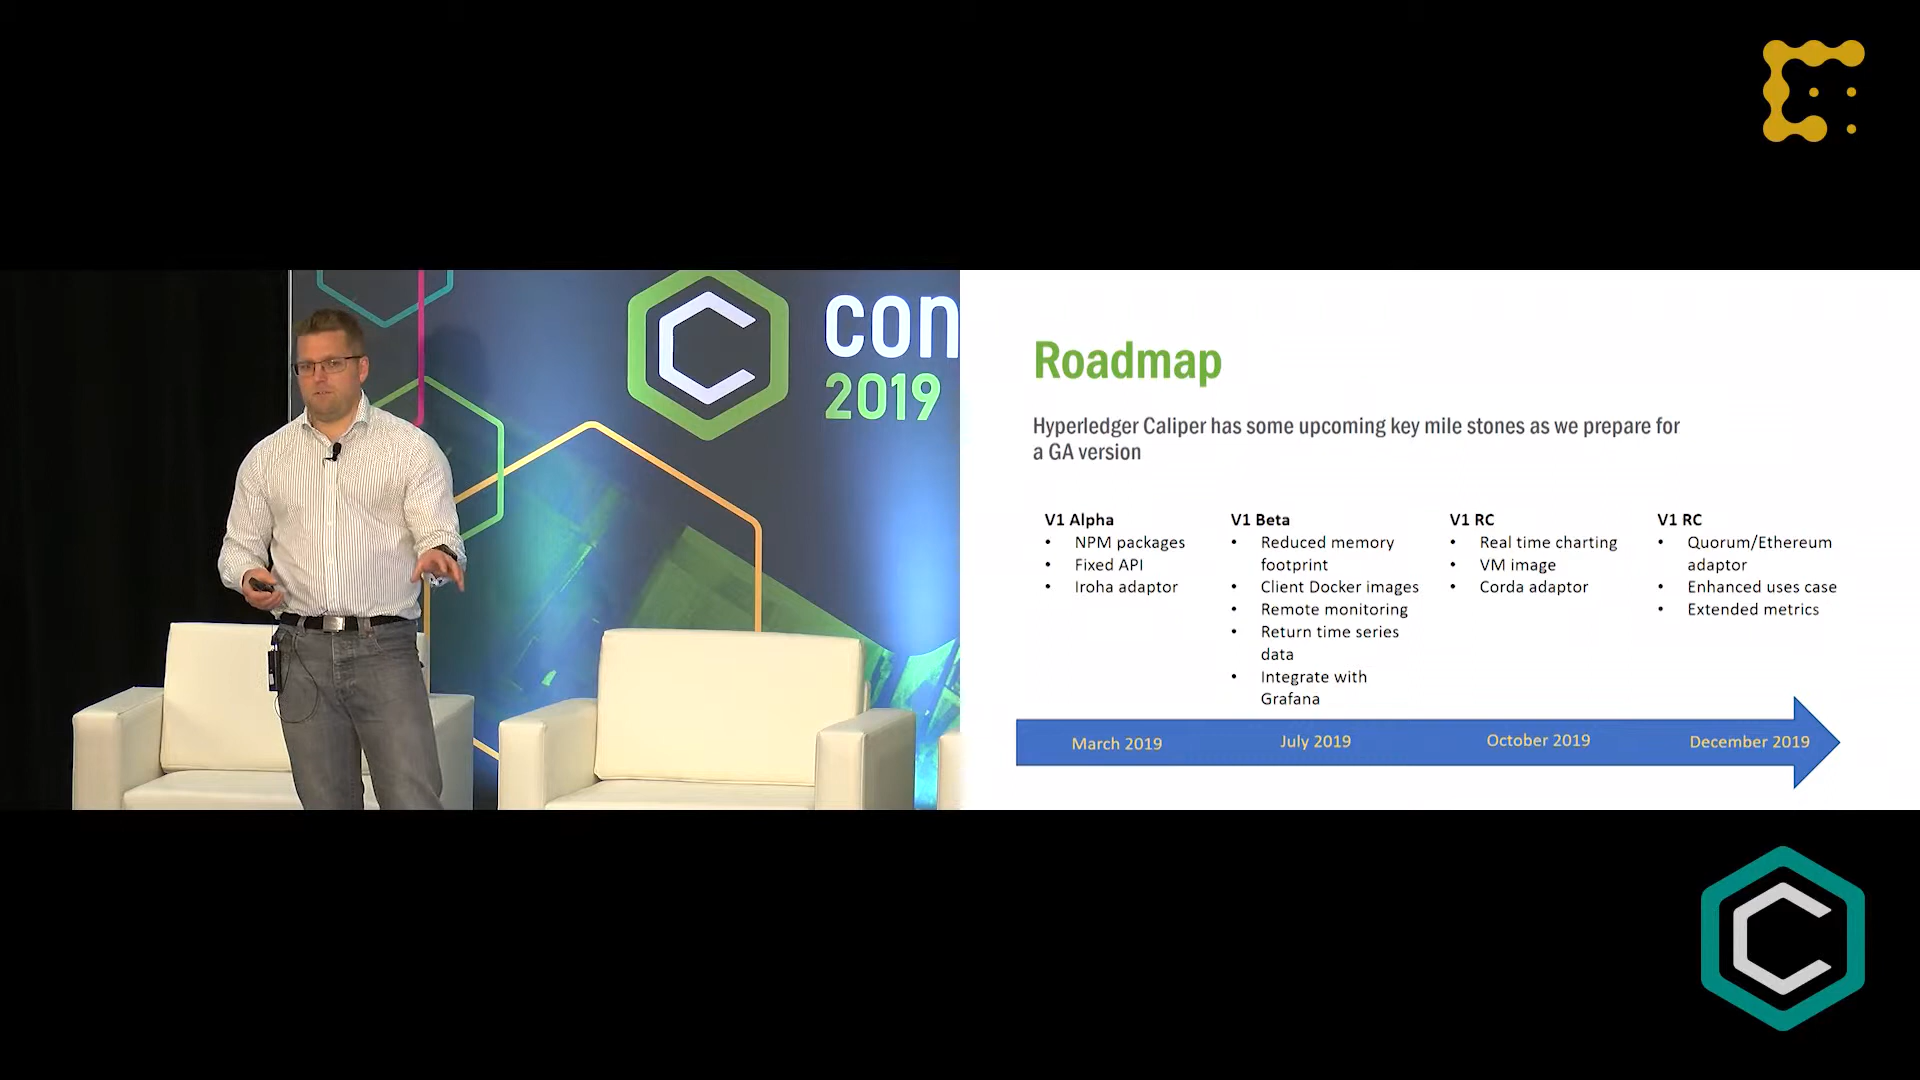 con
2019
Roadmap
Hyperledger Caliper has some upcoming key mile stones as we prepare for
a GA version
V1 Alpha
• NPM packages
• Fixed API
• Iroha adaptor
V1 Beta
• Reduced memory
footprint
• Client Docker images
• Remote monitoring
• Return time series
data
• Integrate with
Grafana
V1 RC
• Real time charting
• VM image
• Corda adaptor
V1 RC
• Quorum/Ethereum
adaptor
• Enhanced uses case
• Extended metrics
March 2019
July 2019
October 2019
December 2019